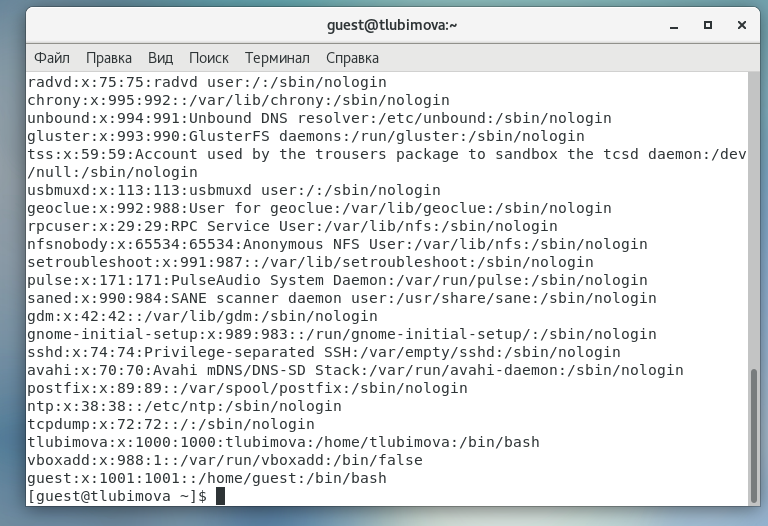 guest@tlubimova:~
Файл Правка Вид Поиск Терминал Справка
radvd:x:75:75:radvd user:/:/sbin/nologin
chrony:x:995:992::/var/lib/chrony:/sbin/nologin
unbound:x:994:991:Unbound DNS resolver:/etc/unbound:/sbin/nologin
gluster:x:993:990:GlusterFS daemons:/run/gluster:/sbin/nologin
tss:x:59:59:Account used by the trousers package to sandbox the tcsd daemon:/dev
/null:/sbin/nologin
usbmuxd:x:113:113:usbmuxd user:/:/sbin/nologin
geoclue:x:992:988:User for geoclue:/var/lib/geoclue:/sbin/nologin
rpcuser:x:29:29:RPC Service User:/var/lib/nfs:/sbin/nologin
nfsnobody:x:65534:65534:Anonymous NFS User:/var/lib/nfs:/sbin/nologin
setroubleshoot:x:991:987::/var/lib/setroubleshoot:/sbin/nologin
pulse:x:171:171:PulseAudio System Daemon:/var/run/pulse:/sbin/nologin
saned:x:990:984:SANE scanner daemon user:/usr/share/sane:/sbin/nologin
gdm:x:42:42::/var/lib/gdm:/sbin/nologin
gnome-initial-setup:x:989:983::/run/gnome-initial-setup/:/sbin/nologin
sshd:x:74:74:Privilege-separated SSH:/var/empty/sshd:/sbin/nologin
avahi:x:70:70:Avahi mDNS/DNS-SD Stack:/var/run/avahi-daemon:/sbin/nologin
postfix:x:89:89::/var/spool/postfix:/sbin/nologin
ntp:x:38:38::/etc/ntp:/sbin/nologin
tcpdump:x:72:72::/:/sbin/nologin
tlubimova:x:1000:1000:tlubimova:/home/tlubimova:/bin/bash
vboxadd:x:988:1::/var/run/vboxadd:/bin/false
guest:x:1001:1001::/home/guest:/bin/bash
[guest@tlubimova ~]$